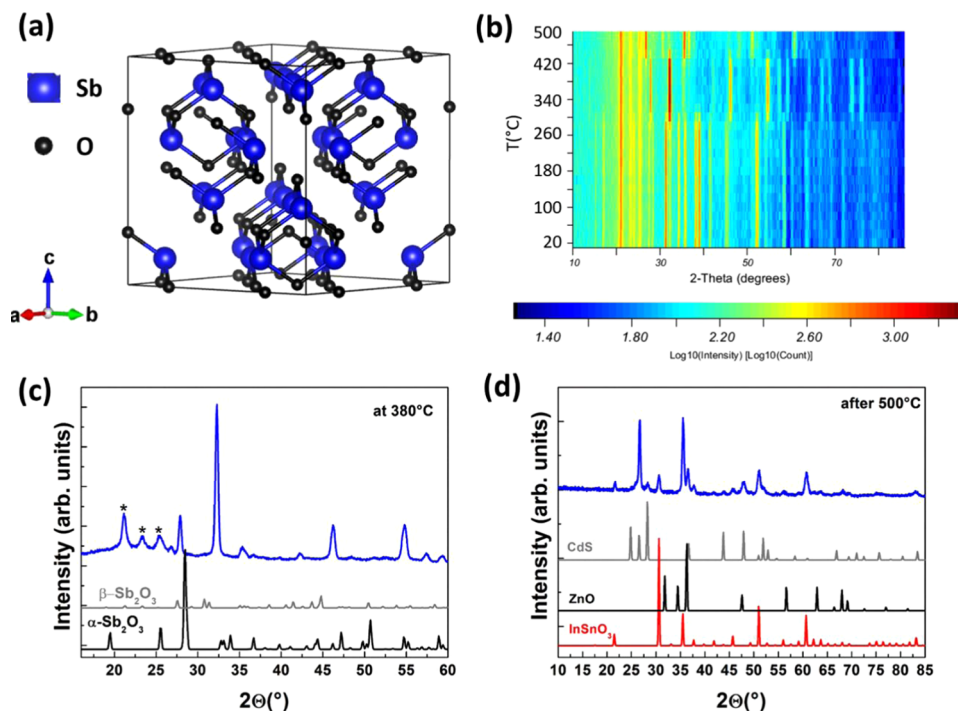 (a)
Sb
O
c
a
b
(b)
500
420
340
260
180
100
20
T(°C)
10 30 50 70
2-Theta (degrees)
1.40 1.80 2.20 2.60 3.00
Log10(Intensity) [Log10(Count)]
(c)
at 380°C
Intensity (arb. units)
* * *
β–Sb₂O₃
α-Sb₂O₃
20 25 30 35 40 45 50 55 60
2Θ(°)
(d)
after 500°C
Intensity (arb. units)
CdS
ZnO
InSnO₃
10 15 20 25 30 35 40 45 50 55 60 65 70 75 80 85
2Θ(°)